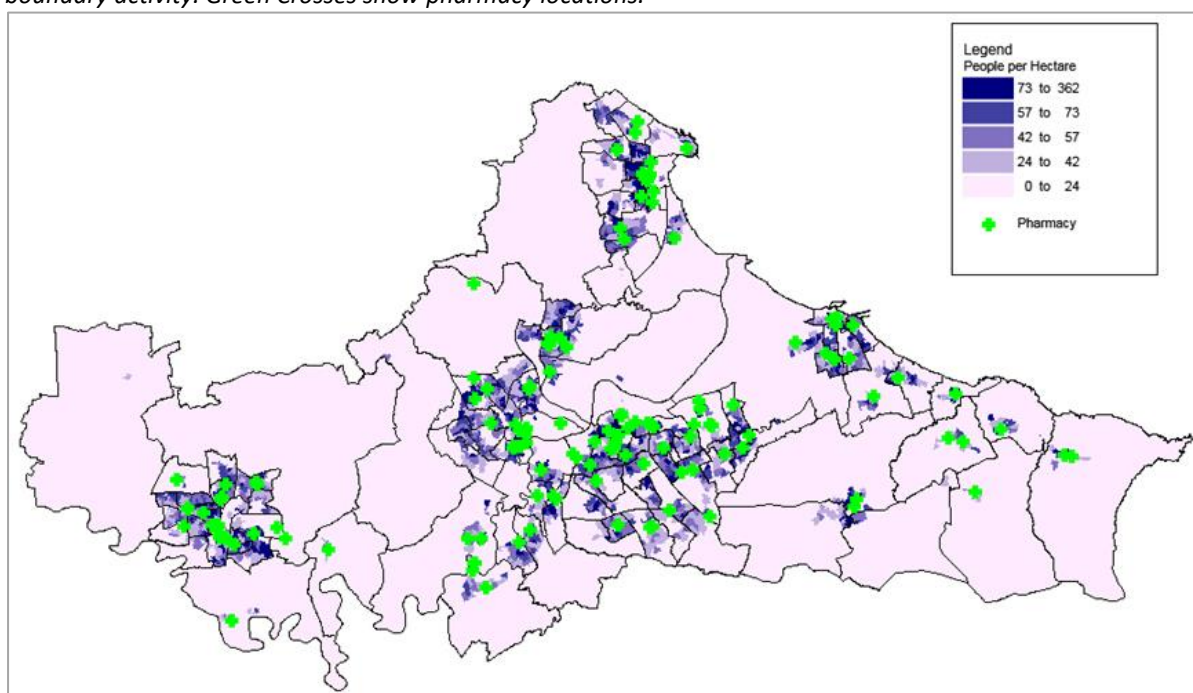 boundary activity. Green Crosses show pharmacy locations.
Legend
People per Hectare
73 to 362
57 to 73
42 to 57
24 to 42
0 to 24
Pharmacy